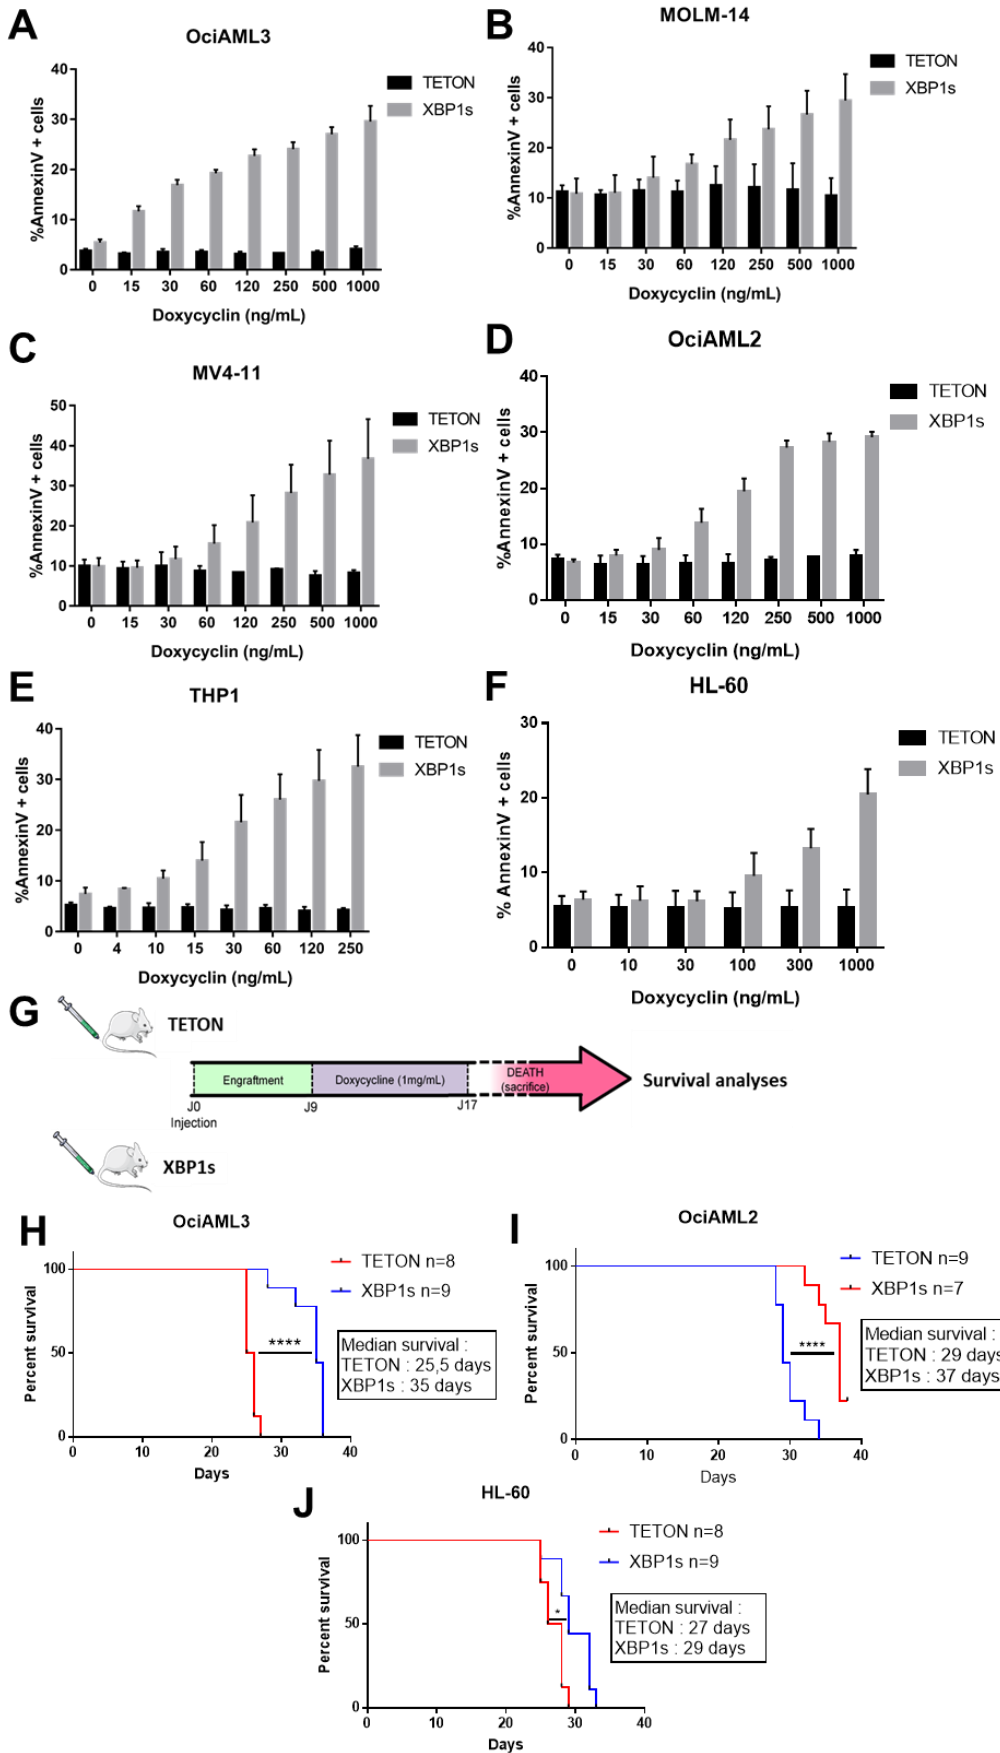 A
OciAML3
%AnnexinV + cells
40
30
20
10
0
0 15 30 60 120 250 500 1000
Doxycyclin (ng/mL)
TETON
XBP1s
B
MOLM-14
%AnnexinV + cells
40
30
20
10
0
0 15 30 60 120 250 500 1000
Doxycyclin (ng/mL)
TETON
XBP1s
C
MV4-11
%AnnexinV + cells
50
40
30
20
10
0
0 15 30 60 120 250 500 1000
Doxycyclin (ng/mL)
TETON
XBP1s
D
OciAML2
%AnnexinV + cells
40
30
20
10
0
0 15 30 60 120 250 500 1000
Doxycyclin (ng/mL)
TETON
XBP1s
E
THP1
%AnnexinV + cells
40
30
20
10
0
0 4 10 15 30 60 120 250
Doxycyclin (ng/mL)
TETON
XBP1s
F
HL-60
% AnnexinV + cells
30
20
10
0
0 10 30 100 300 1000
Doxycyclin (ng/mL)
TETON
XBP1s
G
TETON
XBP1s
Engraftment
Doxycycline (1mg/mL)
DEATH
(sacrifice)
Survival analyses
J0
Injection
J9
J17
H
OciAML3
Percent survival
100
50
0
0 10 20 30 40
Days
****
TETON n=8
XBP1s n=9
Median survival :
TETON : 25,5 days
XBP1s : 35 days
I
OciAML2
Percent survival
100
50
0
0 10 20 30 40
Days
****
TETON n=9
XBP1s n=7
Median survival :
TETON : 29 days
XBP1s : 37 days
J
HL-60
Percent survival
100
50
0
0 10 20 30 40
Days
*
TETON n=8
XBP1s n=9
Median survival :
TETON : 27 days
XBP1s : 29 days